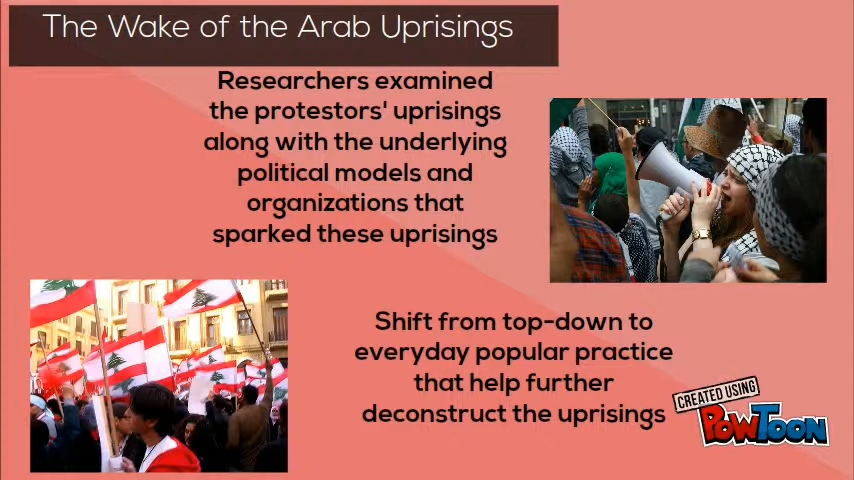 The Wake of the Arab Uprisings
Researchers examined
the protestors' uprisings
along with the underlying
political models and
organizations that
sparked these uprisings
Shift from top-down to
everyday popular practice
that help further
deconstruct the uprisings
CREATED USING
POWTOON